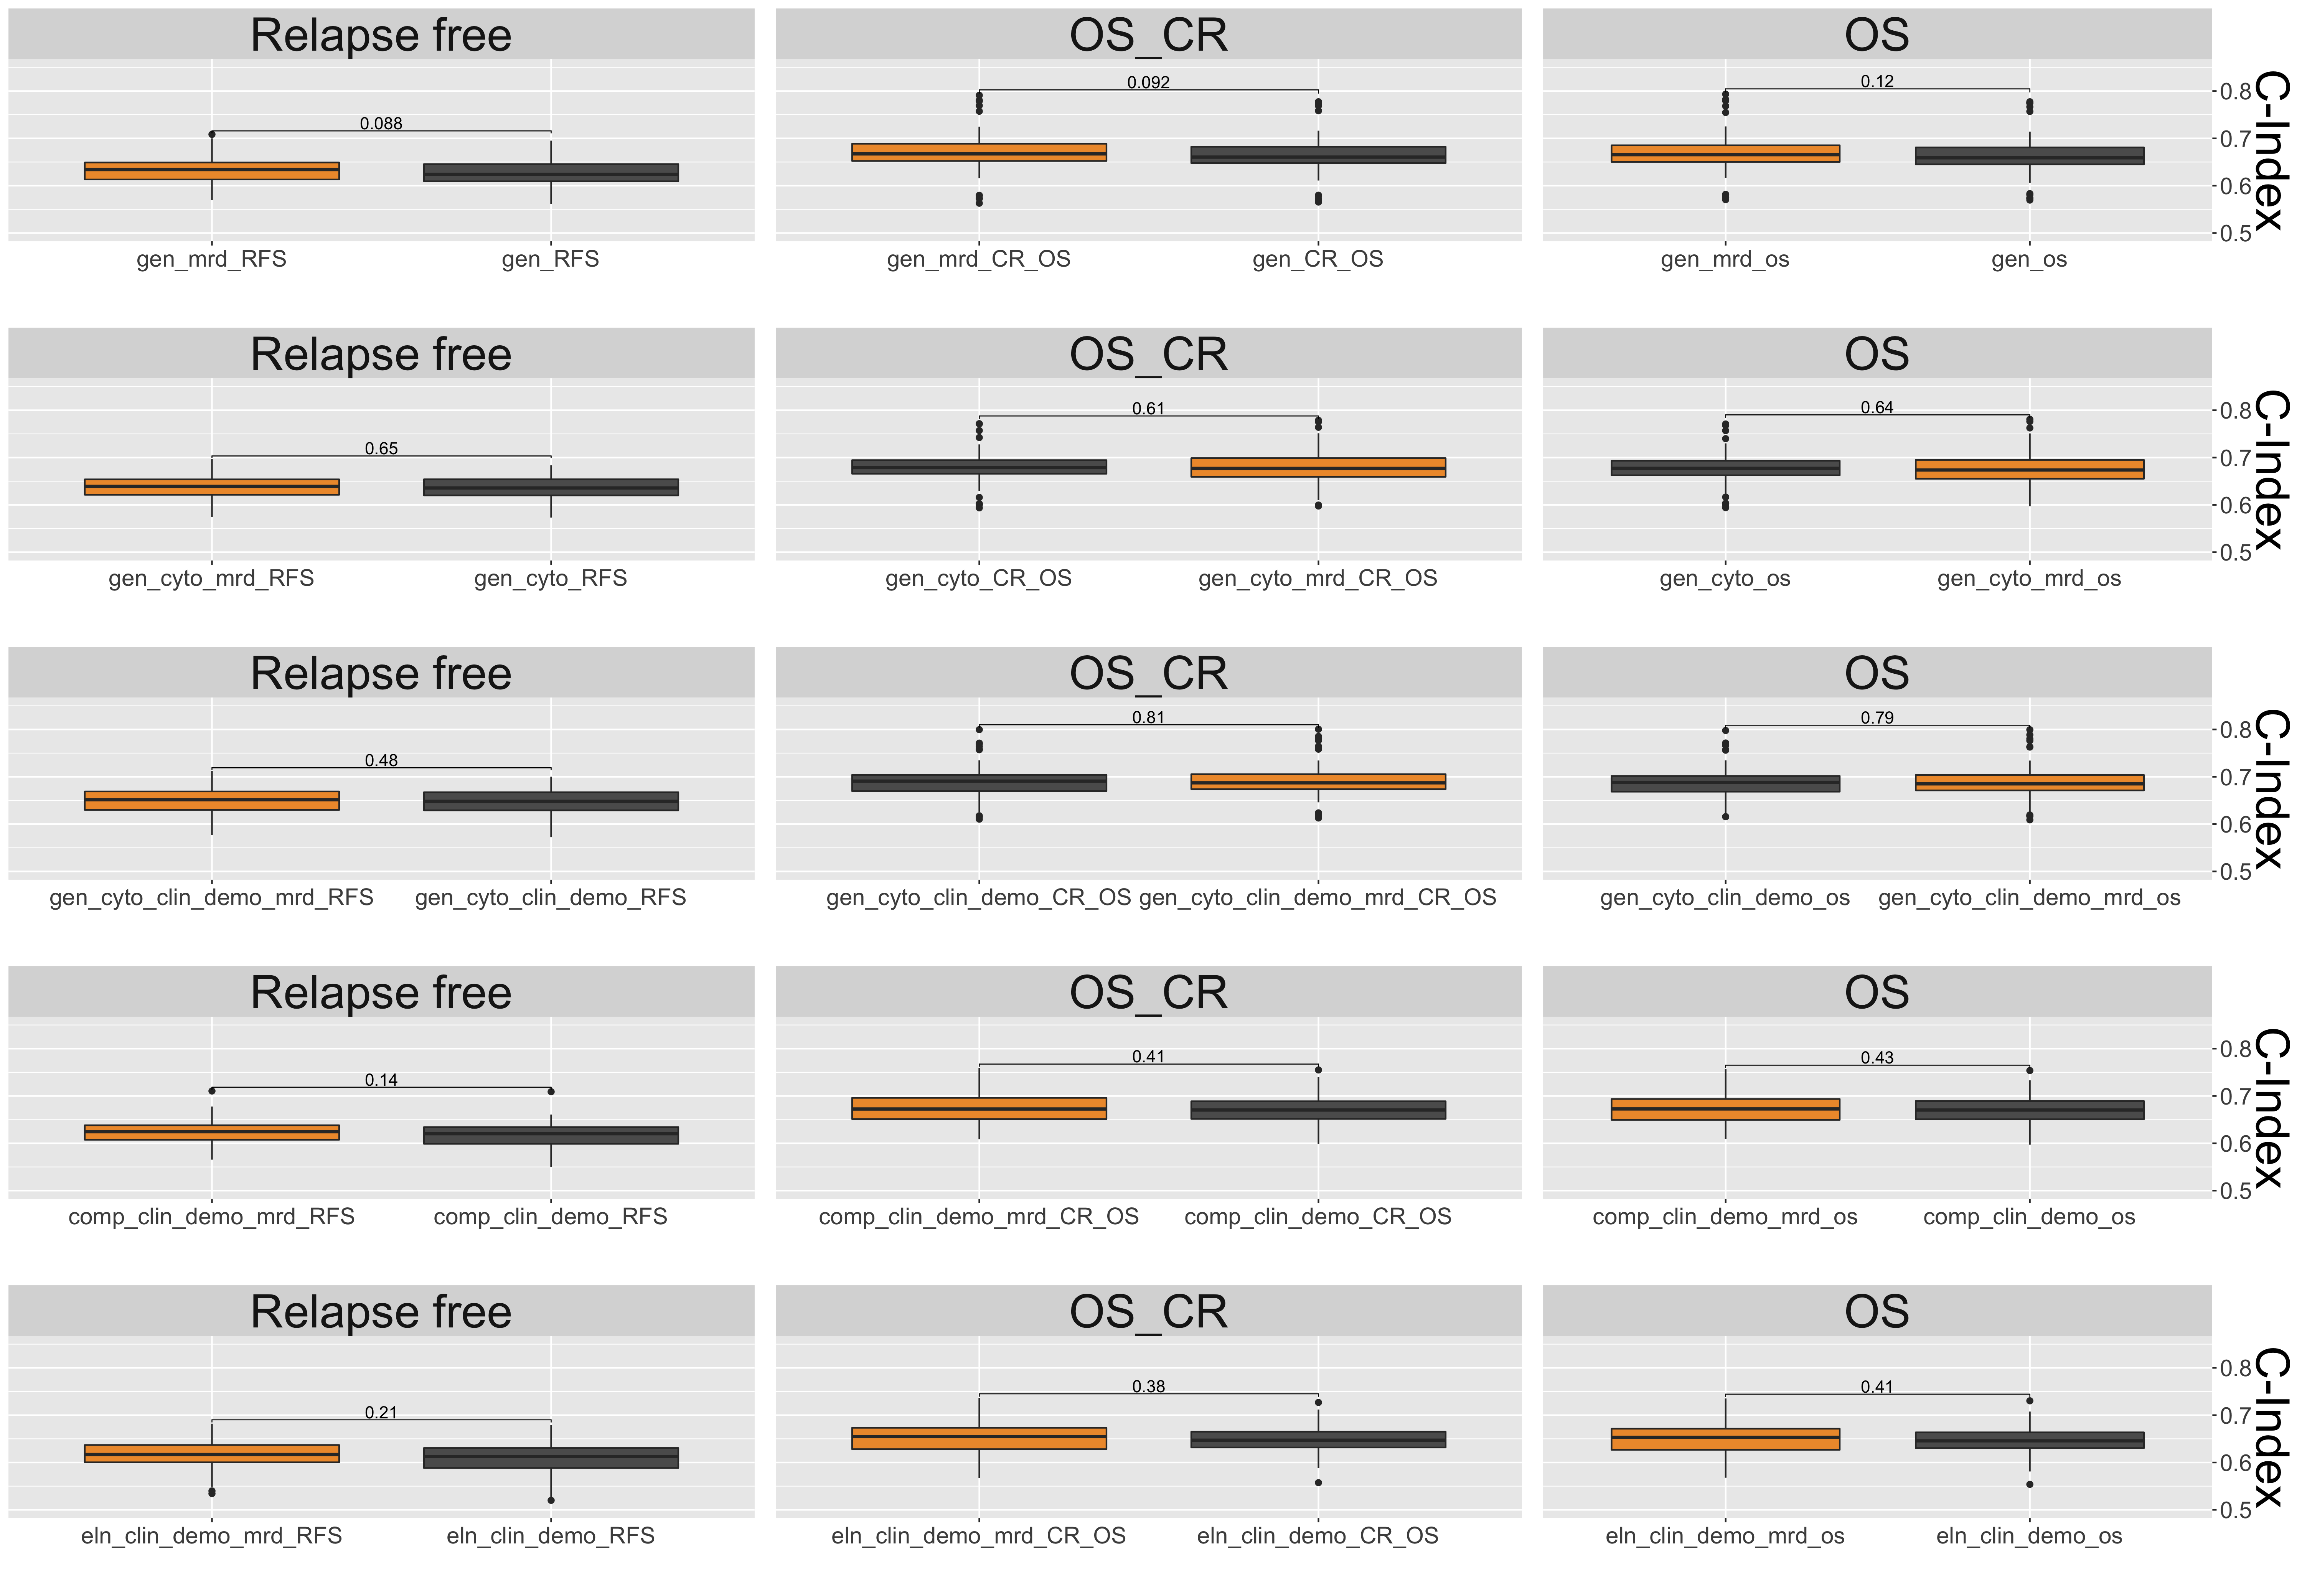 Relapse free OS_CR OS
0.088 0.092 0.12
0.8
0.7
0.6
0.5
C-Index
gen_mrd_RFS gen_RFS gen_mrd_CR_OS gen_CR_OS gen_mrd_os gen_os
Relapse free OS_CR OS
0.65 0.61 0.64
0.8
0.7
0.6
0.5
C-Index
gen_cyto_mrd_RFS gen_cyto_RFS gen_cyto_CR_OS gen_cyto_mrd_CR_OS gen_cyto_os gen_cyto_mrd_os
Relapse free OS_CR OS
0.48 0.81 0.79
0.8
0.7
0.6
0.5
C-Index
gen_cyto_clin_demo_mrd_RFS gen_cyto_clin_demo_RFS gen_cyto_clin_demo_CR_OS gen_cyto_clin_demo_mrd_CR_OS gen_cyto_clin_demo_os gen_cyto_clin_demo_mrd_os
Relapse free OS_CR OS
0.14 0.41 0.43
0.8
0.7
0.6
0.5
C-Index
comp_clin_demo_mrd_RFS comp_clin_demo_RFS comp_clin_demo_mrd_CR_OS comp_clin_demo_CR_OS comp_clin_demo_mrd_os comp_clin_demo_os
Relapse free OS_CR OS
0.21 0.38 0.41
0.8
0.7
0.6
0.5
C-Index
eln_clin_demo_mrd_RFS eln_clin_demo_RFS eln_clin_demo_mrd_CR_OS eln_clin_demo_CR_OS eln_clin_demo_mrd_os eln_clin_demo_os